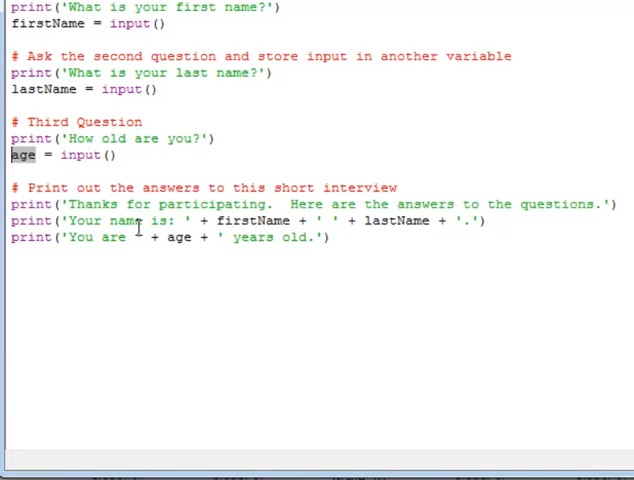 print('What is your first name?')
firstName = input()
# Ask the second question and store input in another variable
print('What is your last name?')
lastName = input()
# Third Question
print('How old are you?')
age = input()
# Print out the answers to this short interview
print('Thanks for participating.  Here are the answers to the questions.')
print('Your name is: ' + firstName + ' ' + lastName + '.')
print('You are ' + age + ' years old.')